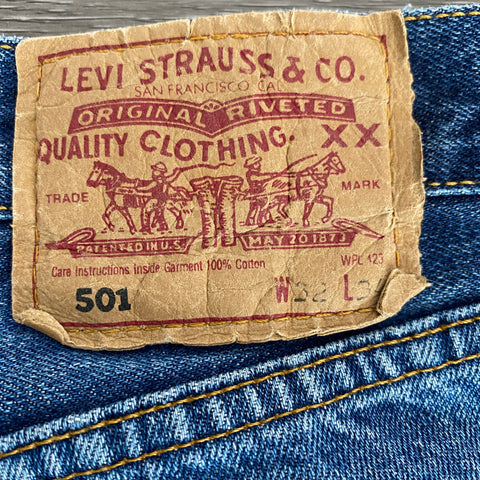 LEVI STRAUSS & CO.
SAN FRANCISCO CAL
ORIGINAL RIVETED
QUALITY CLOTHING. XX
TRADE MARK
PATENTED IN U.S. MAY 20 1873
Care Instructions Inside Garment 100% Cotton WPL 423
501 W 32 L